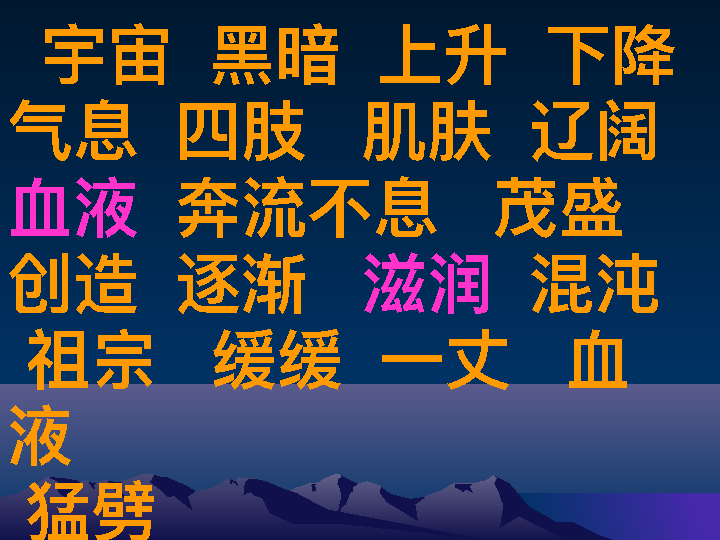 宇宙 黑暗 上升 下降
气息 四肢 肌肤 辽阔
血液 奔流不息 茂盛
创造 逐渐 滋润 混沌
祖宗 缓缓 一丈 血
液
猛劈